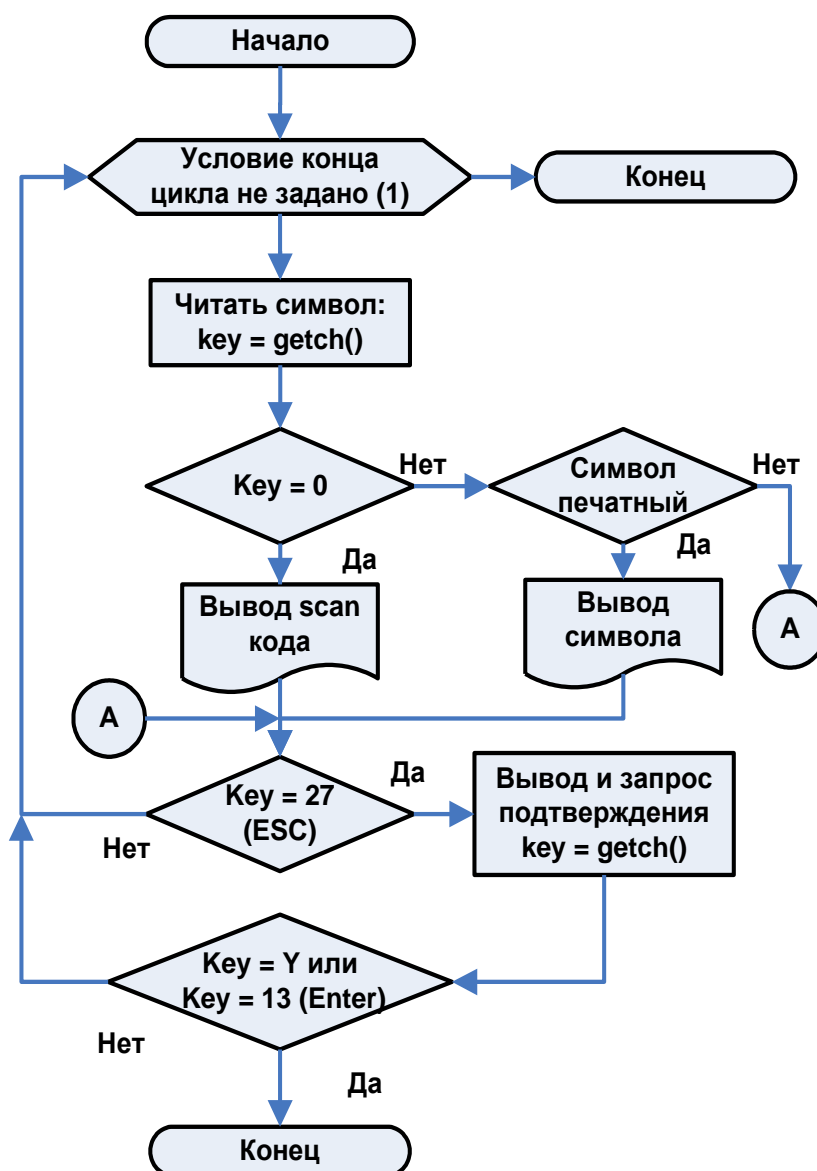 Начало
Условие конца
цикла не задано (1)
Конец
Читать символ:
key = getch()
Key = 0
Нет
Символ
печатный
Нет
Да
Да
Вывод scan
кода
Вывод
символа
A
A
Key = 27
(ESC)
Да
Нет
Вывод и запрос
подтверждения
key = getch()
Key = Y или
Key = 13 (Enter)
Нет
Да
Конец